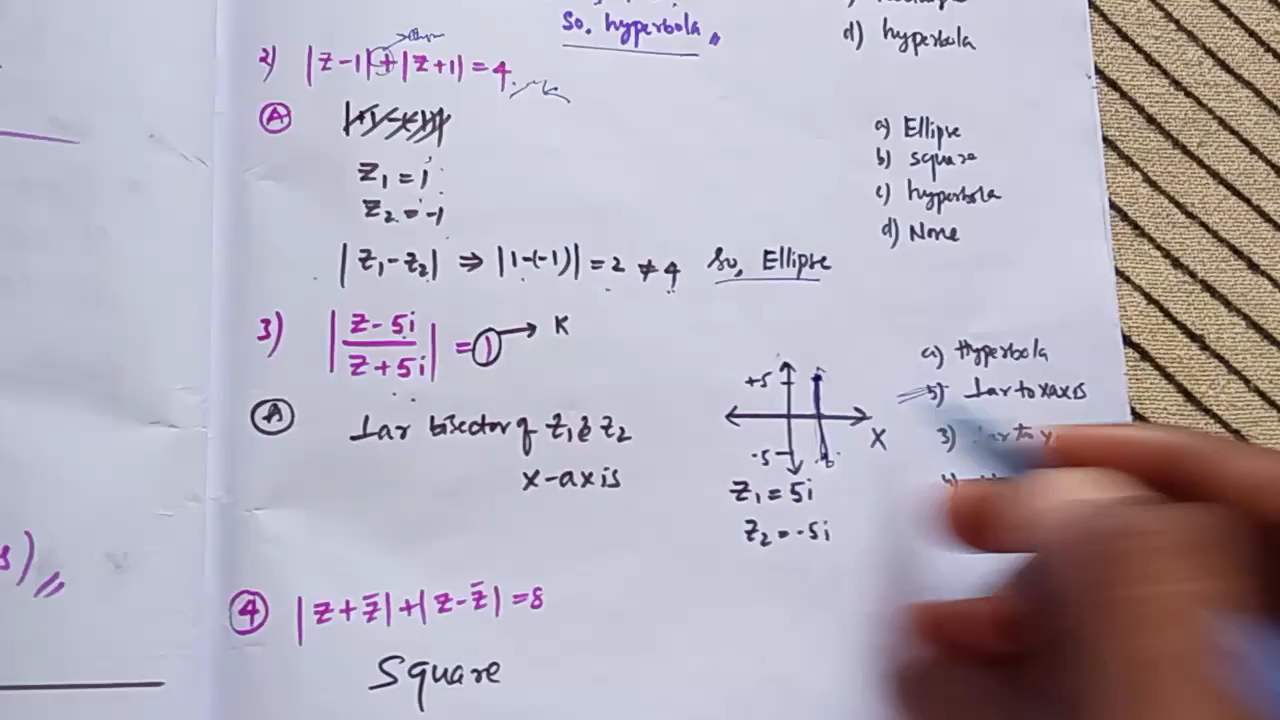 So, hyperbola,,
d) hyperbola
2) |z-1|+|z+1|=4.
A
z₁ = 1
z₂ = -1
|z₁-z₂| ⇒ |1-(-1)| = 2 ≠ 4 So, Ellipse
a) Ellipse
b) square
c) hyperbola
d) None
3) |z-5i / z+5i| = 1 → K
A ⊥ar bisector of z₁ & z₂
x-axis
+5
-5
X
z₁ = 5i
z₂ = -5i
a) Hyperbola
b) ⊥ar to x axis
3)
4 |z+z̄|+|z-z̄|=8
Square
s),,